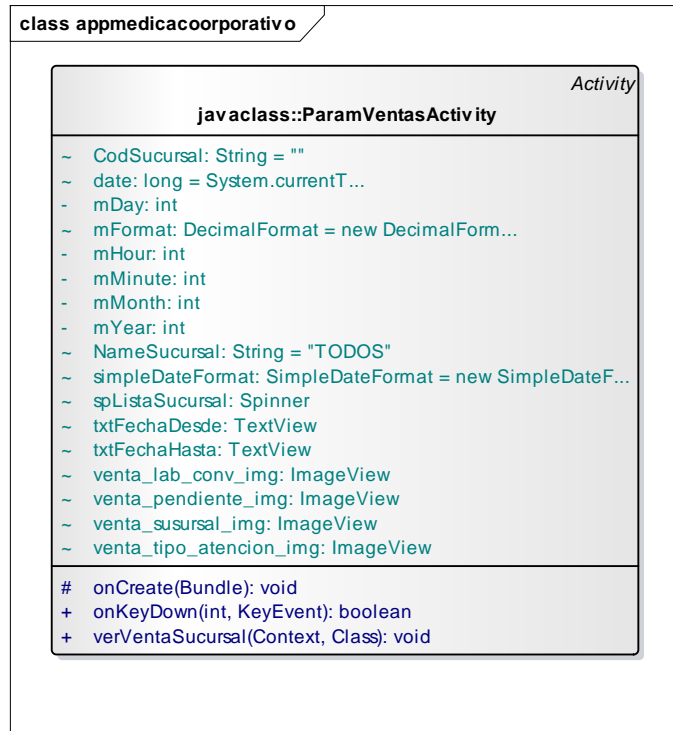 class appmedicacoorporativo
Activity
javaclass::ParamVentasActivity
~ CodSucursal: String = ""
~ date: long = System.currentT...
- mDay: int
~ mFormat: DecimalFormat = new DecimalForm...
- mHour: int
- mMinute: int
- mMonth: int
- mYear: int
~ NameSucursal: String = "TODOS"
~ simpleDateFormat: SimpleDateFormat = new SimpleDateF...
~ spListaSucursal: Spinner
~ txtFechaDesde: TextView
~ txtFechaHasta: TextView
~ venta_lab_conv_img: ImageView
~ venta_pendiente_img: ImageView
~ venta_susursal_img: ImageView
~ venta_tipo_atencion_img: ImageView
# onCreate(Bundle): void
+ onKeyDown(int, KeyEvent): boolean
+ verVentaSucursal(Context, Class): void